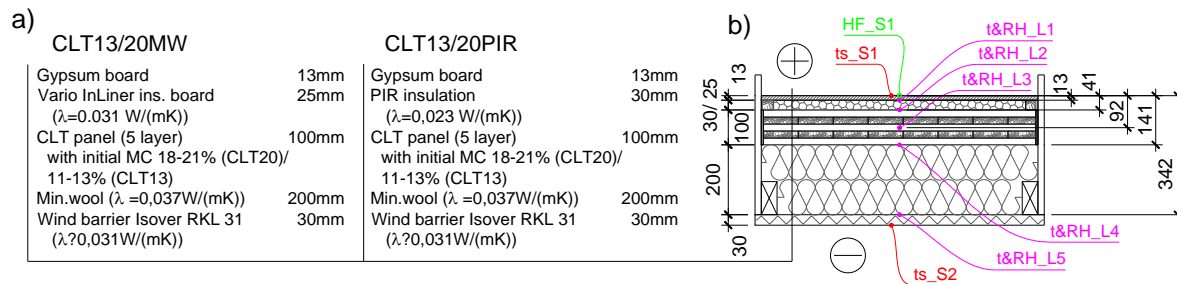 a)
CLT13/20MW
Gypsum board 13mm
Vario InLiner ins. board 25mm
(λ=0.031 W/(mK))
CLT panel (5 layer) 100mm
with initial MC 18-21% (CLT20)/
11-13% (CLT13)
Min.wool (λ =0,037W/(mK)) 200mm
Wind barrier Isover RKL 31 30mm
(λ?0,031W/(mK))
CLT13/20PIR
Gypsum board 13mm
PIR insulation 30mm
(λ=0,023 W/(mK))
CLT panel (5 layer) 100mm
with initial MC 18-21% (CLT20)/
11-13% (CLT13)
Min.wool (λ =0,037W/(mK)) 200mm
Wind barrier Isover RKL 31 30mm
(λ?0,031W/(mK))
b)
HF_S1
ts_S1
t&RH_L1
t&RH_L2
t&RH_L3
13
30/ 25
100
200
30
13
41
92
141
342
t&RH_L4
t&RH_L5
ts_S2